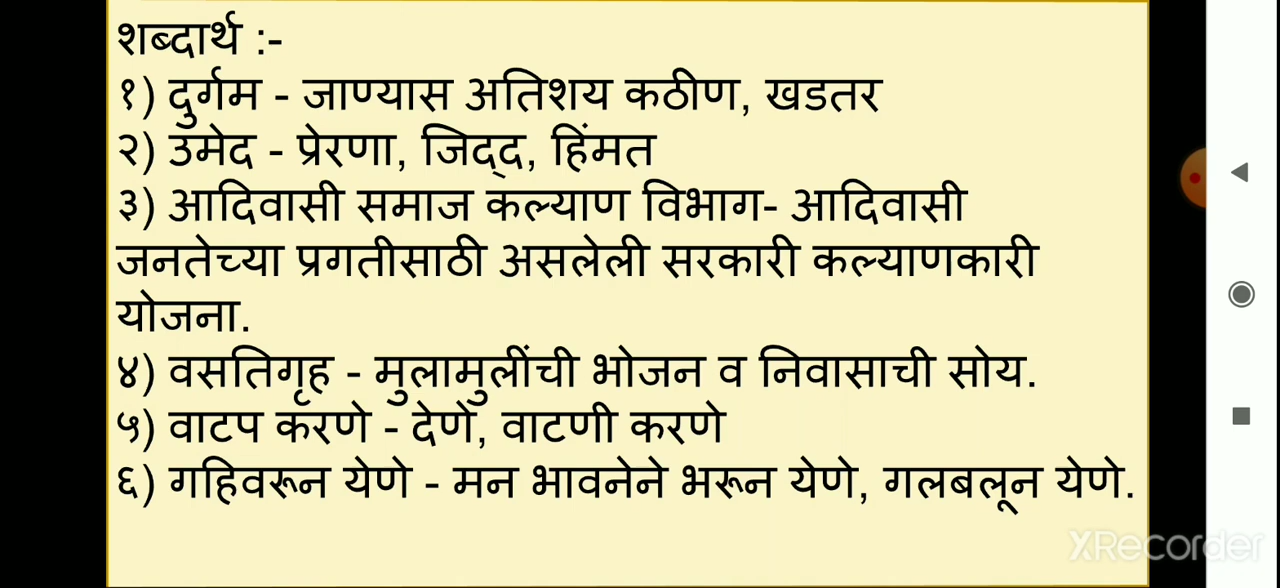 शब्दार्थ :-
१) दुर्गम - जाण्यास अतिशय कठीण, खडतर
२) उमेद - प्रेरणा, जिद्‌द, हिंमत
३) आदिवासी समाज कल्याण विभाग- आदिवासी
जनतेच्या प्रगतीसाठी असलेली सरकारी कल्याणकारी
योजना.
४) वसतिगृह - मुलामुलींची भोजन व निवासाची सोय.
५) वाटप करणे - देणे, वाटणी करणे
६) गहिवरून येणे - मन भावनेने भरून येणे, गलबलून येणे.
XRecorder